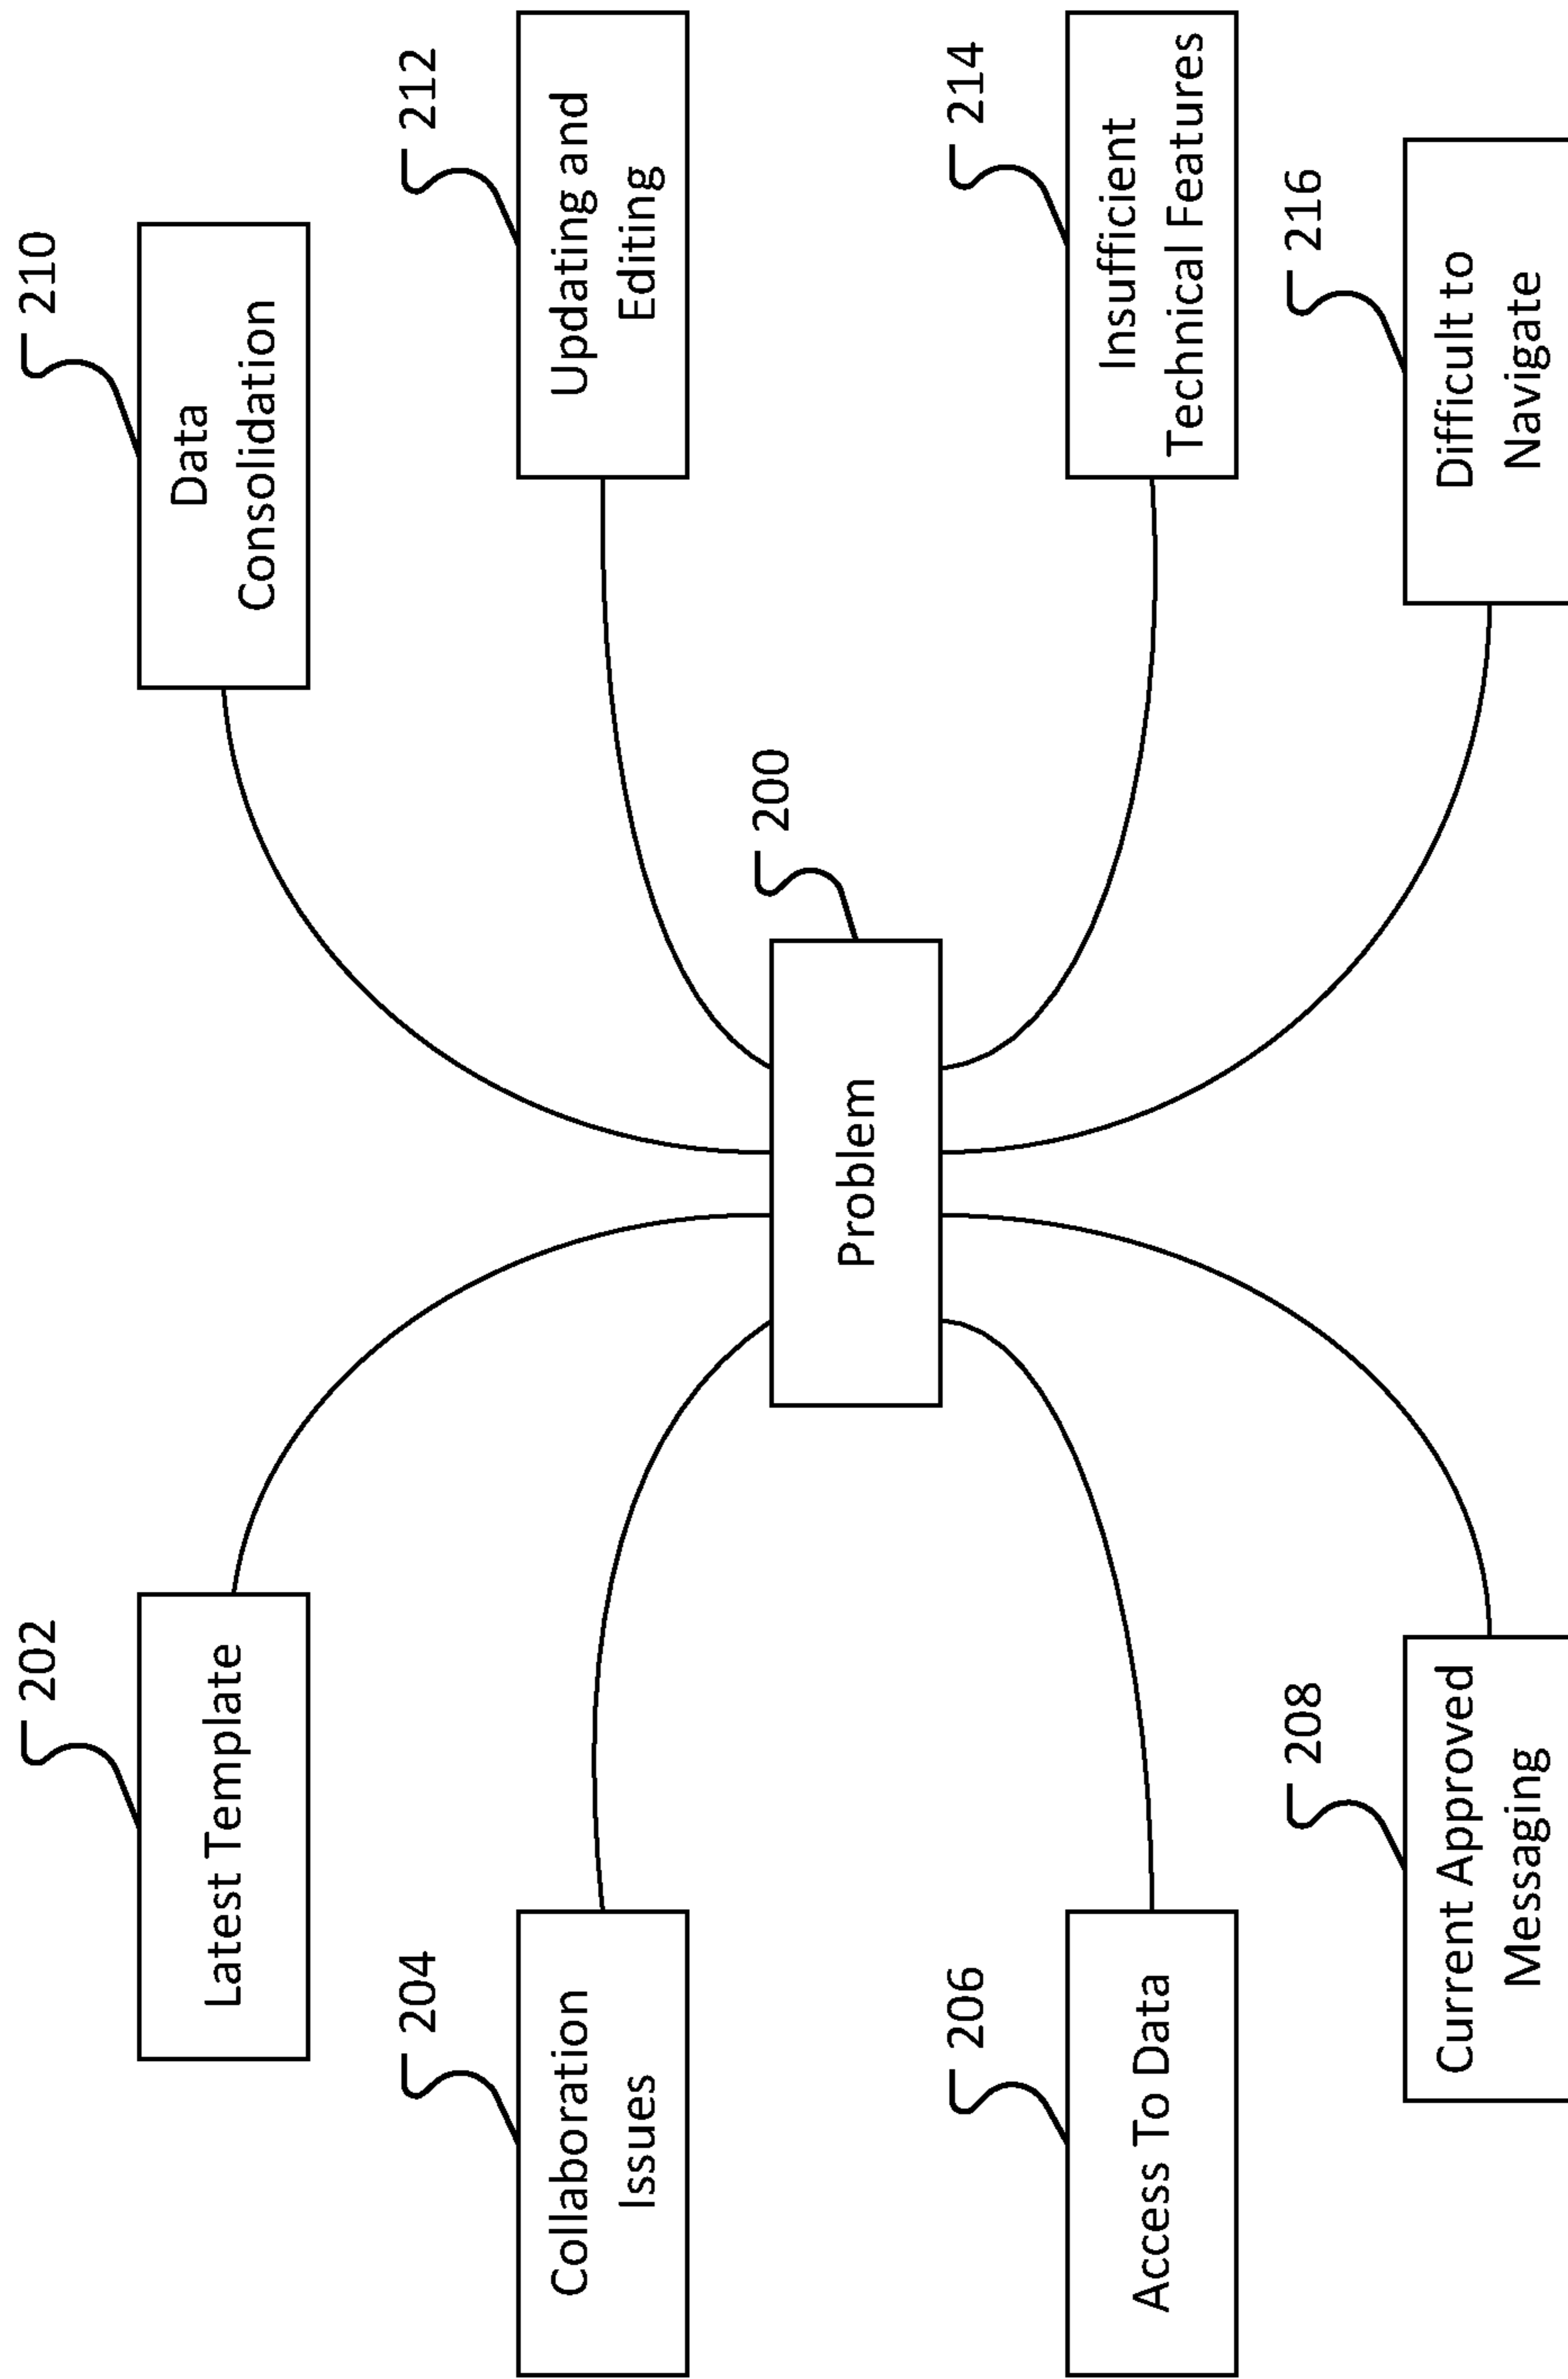 202
Latest Template
210
Data
Consolidation
204
Collaboration
Issues
212
Updating and
Editing
200
Problem
206
Access To Data
214
Insufficient
Technical Features
208
Current Approved
Messaging
216
Difficult to
Navigate